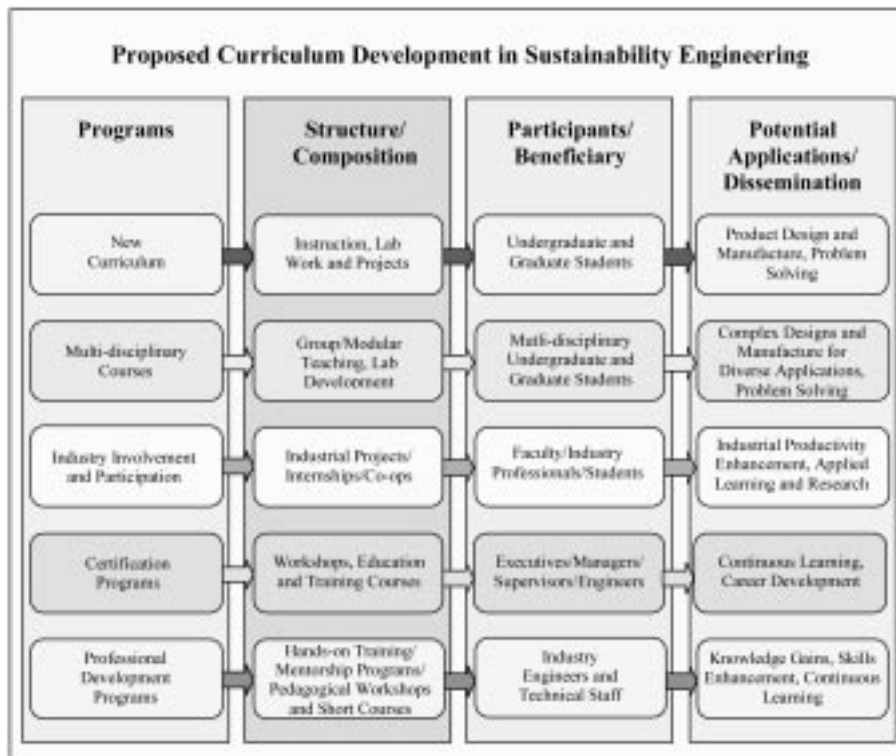 Proposed Curriculum Development in Sustainability Engineering
Programs
Structure/
Composition
Participants/
Beneficiary
Potential
Applications/
Dissemination
New
Curriculum
Instruction, Lab
Work and Projects
Undergraduate and
Graduate Students
Product Design and
Manufacture, Problem
Solving
Multi-disciplinary
Courses
Group/Modular
Teaching, Lab
Development
Mutli-disciplinary
Undergraduate and
Graduate Students
Complex Designs and
Manufacture for
Diverse Applications,
Problem Solving
Industry Involvement
and Participation
Industrial Projects/
Internships/Co-ops
Faculty/Industry
Professionals/Students
Industrial Productivity
Enhancement, Applied
Learning and Research
Certification
Programs
Workshops, Education
and Training Courses
Executives/Managers/
Supervisors/Engineers
Continuous Learning,
Career Development
Professional
Development
Programs
Hands-on Training/
Mentorship Programs/
Pedagogical Workshops
and Short Courses
Industry
Engineers and
Technical Staff
Knowledge Gains, Skills
Enhancement, Continuous
Learning